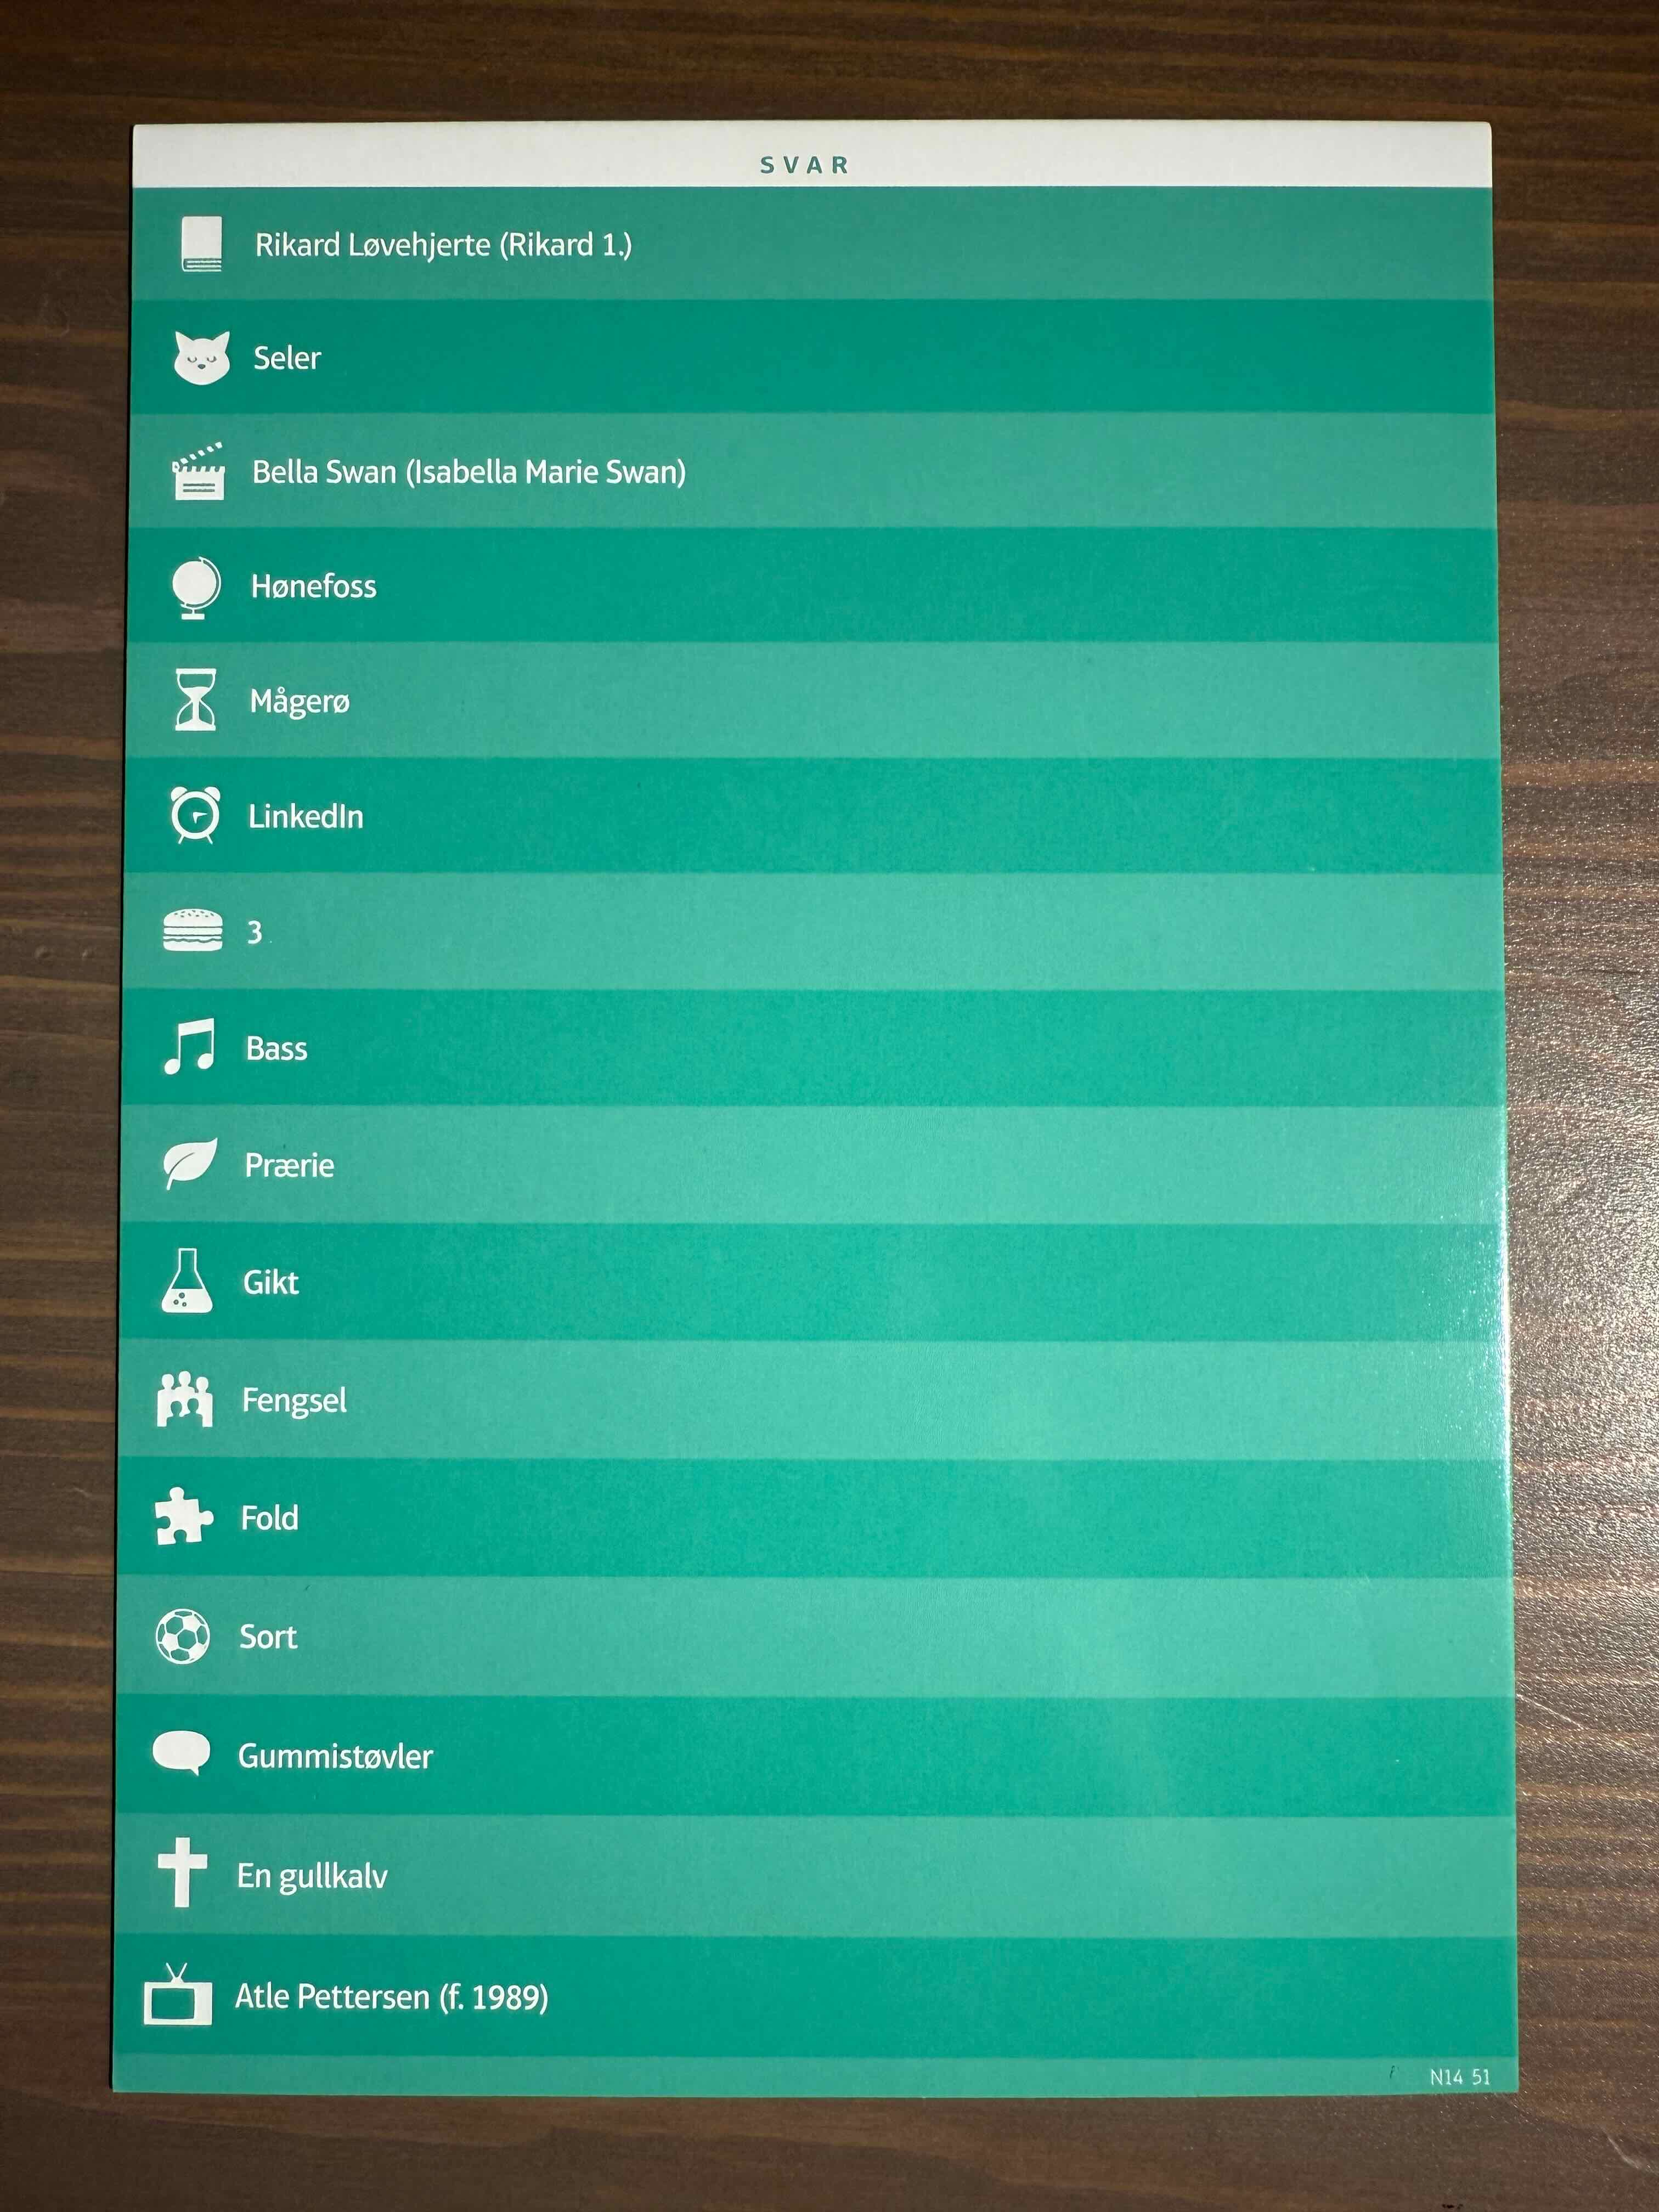 SVAR
Rikard Løvehjerte (Rikard 1.)
Seler
Bella Swan (Isabella Marie Swan)
Hønefoss
Mågerø
LinkedIn
3
Bass
Prærie
Gikt
Fengsel
Fold
Sort
Gummistøvler
En gullkalv
Atle Pettersen (f. 1989)
N14 51